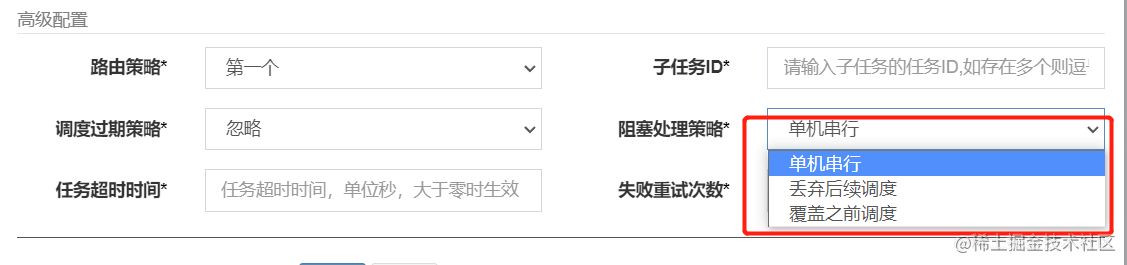 高级配置
路由策略* 第一个 子任务ID* 请输入子任务的任务ID,如存在多个则逗
调度过期策略* 忽略 阻塞处理策略* 单机串行
单机串行
任务超时时间* 任务超时时间，单位秒，大于零时生效 失败重试次数* 丢弃后续调度
覆盖之前调度
@稀土掘金技术社区